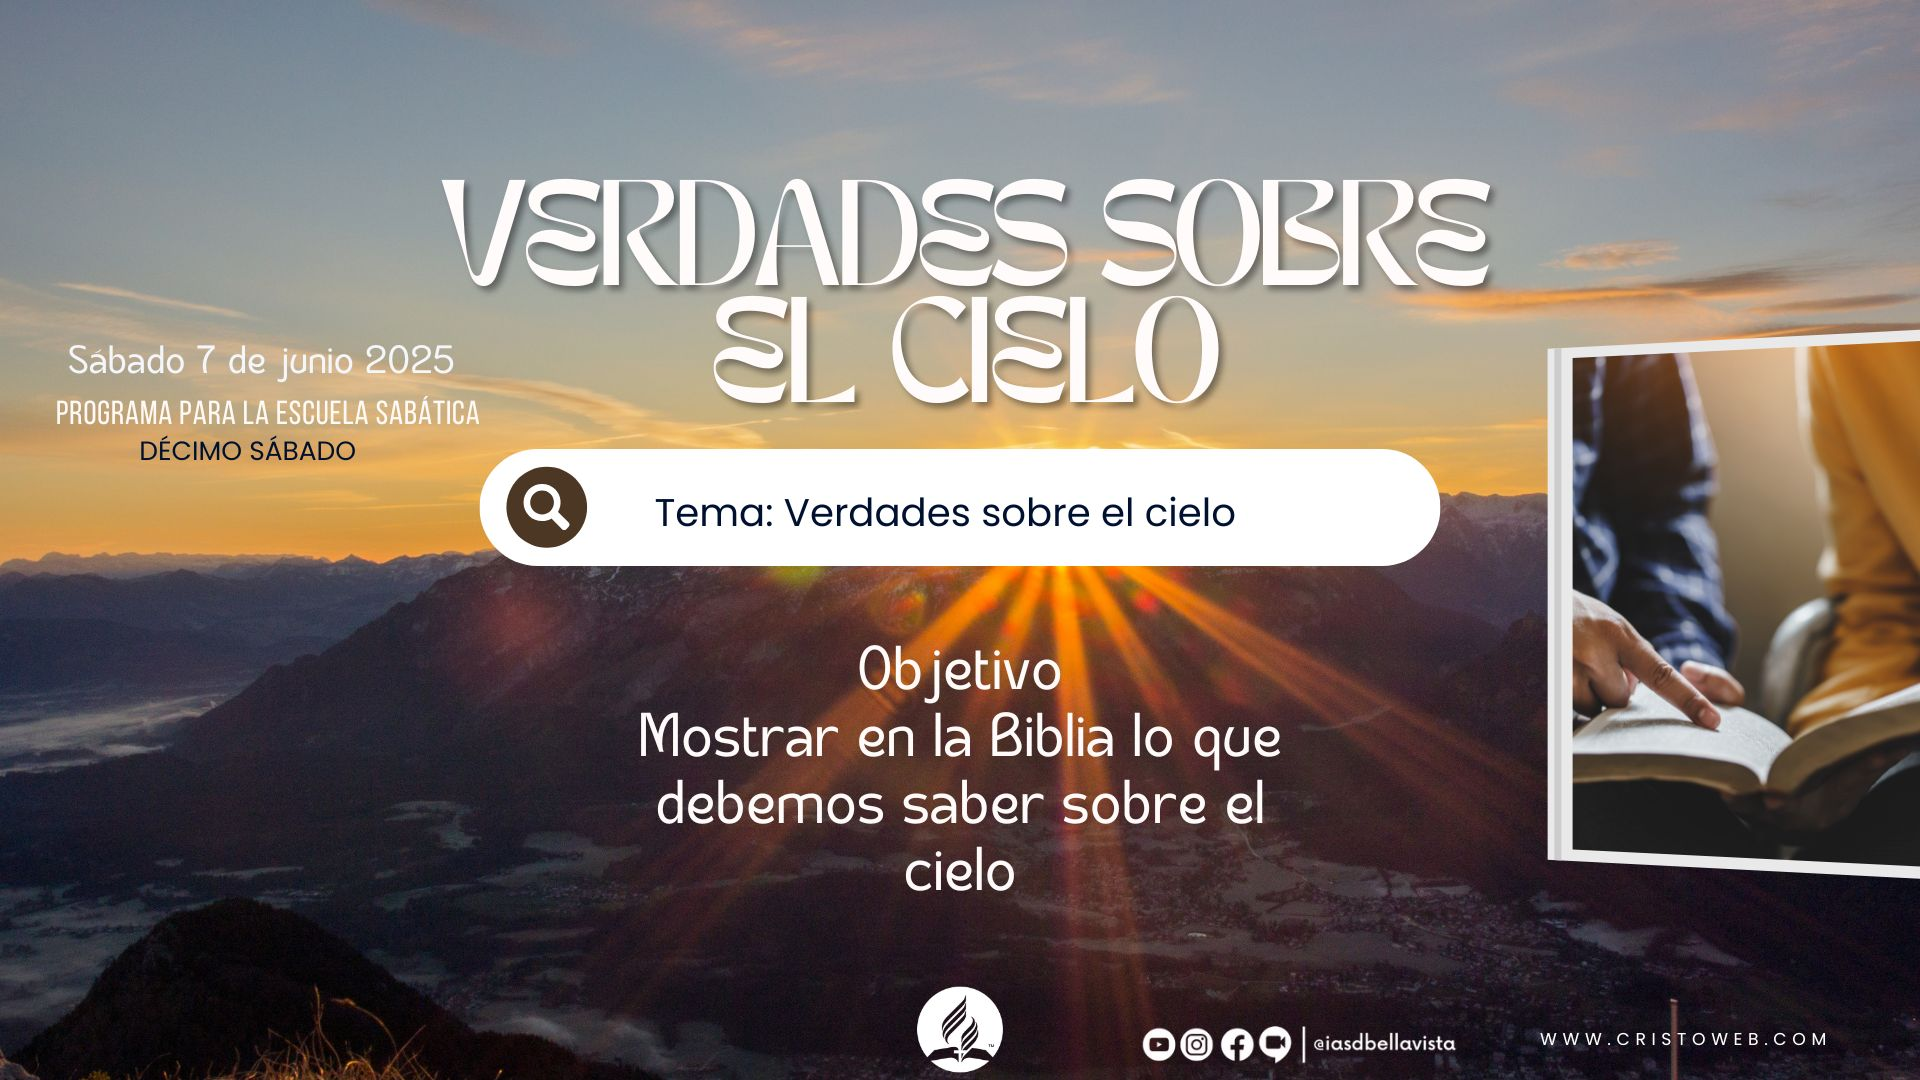 VERDADES SOBRE
EL CIELO
Sábado 7 de junio 2025
PROGRAMA PARA LA ESCUELA SABÁTICA
DÉCIMO SÁBADO
Tema: Verdades sobre el cielo
Objetivo
Mostrar en la Biblia lo que
debemos saber sobre el
cielo
@iasdbellavista
WWW.CRISTOWEB.COM